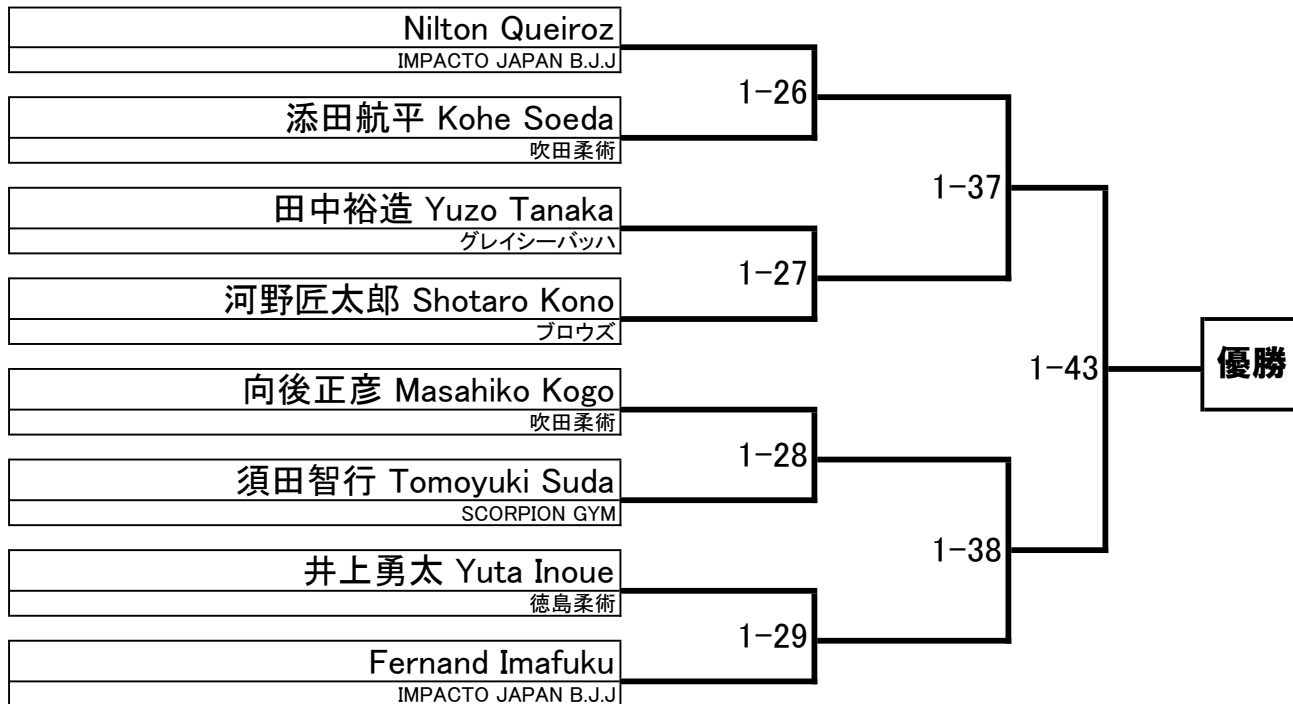 Nilton Queiroz
IMPACTO JAPAN B.J.J
1-26
添田航平 Kohe Soeda
吹田柔術
1-37
田中裕造 Yuzo Tanaka
グレイシーバッハ
1-27
河野匠太郎 Shotaro Kono
ブロウズ
1-43
優勝
向後正彦 Masahiko Kogo
吹田柔術
1-28
須田智行 Tomoyuki Suda
SCORPION GYM
1-38
井上勇太 Yuta Inoue
徳島柔術
1-29
Fernand Imafuku
IMPACTO JAPAN B.J.J